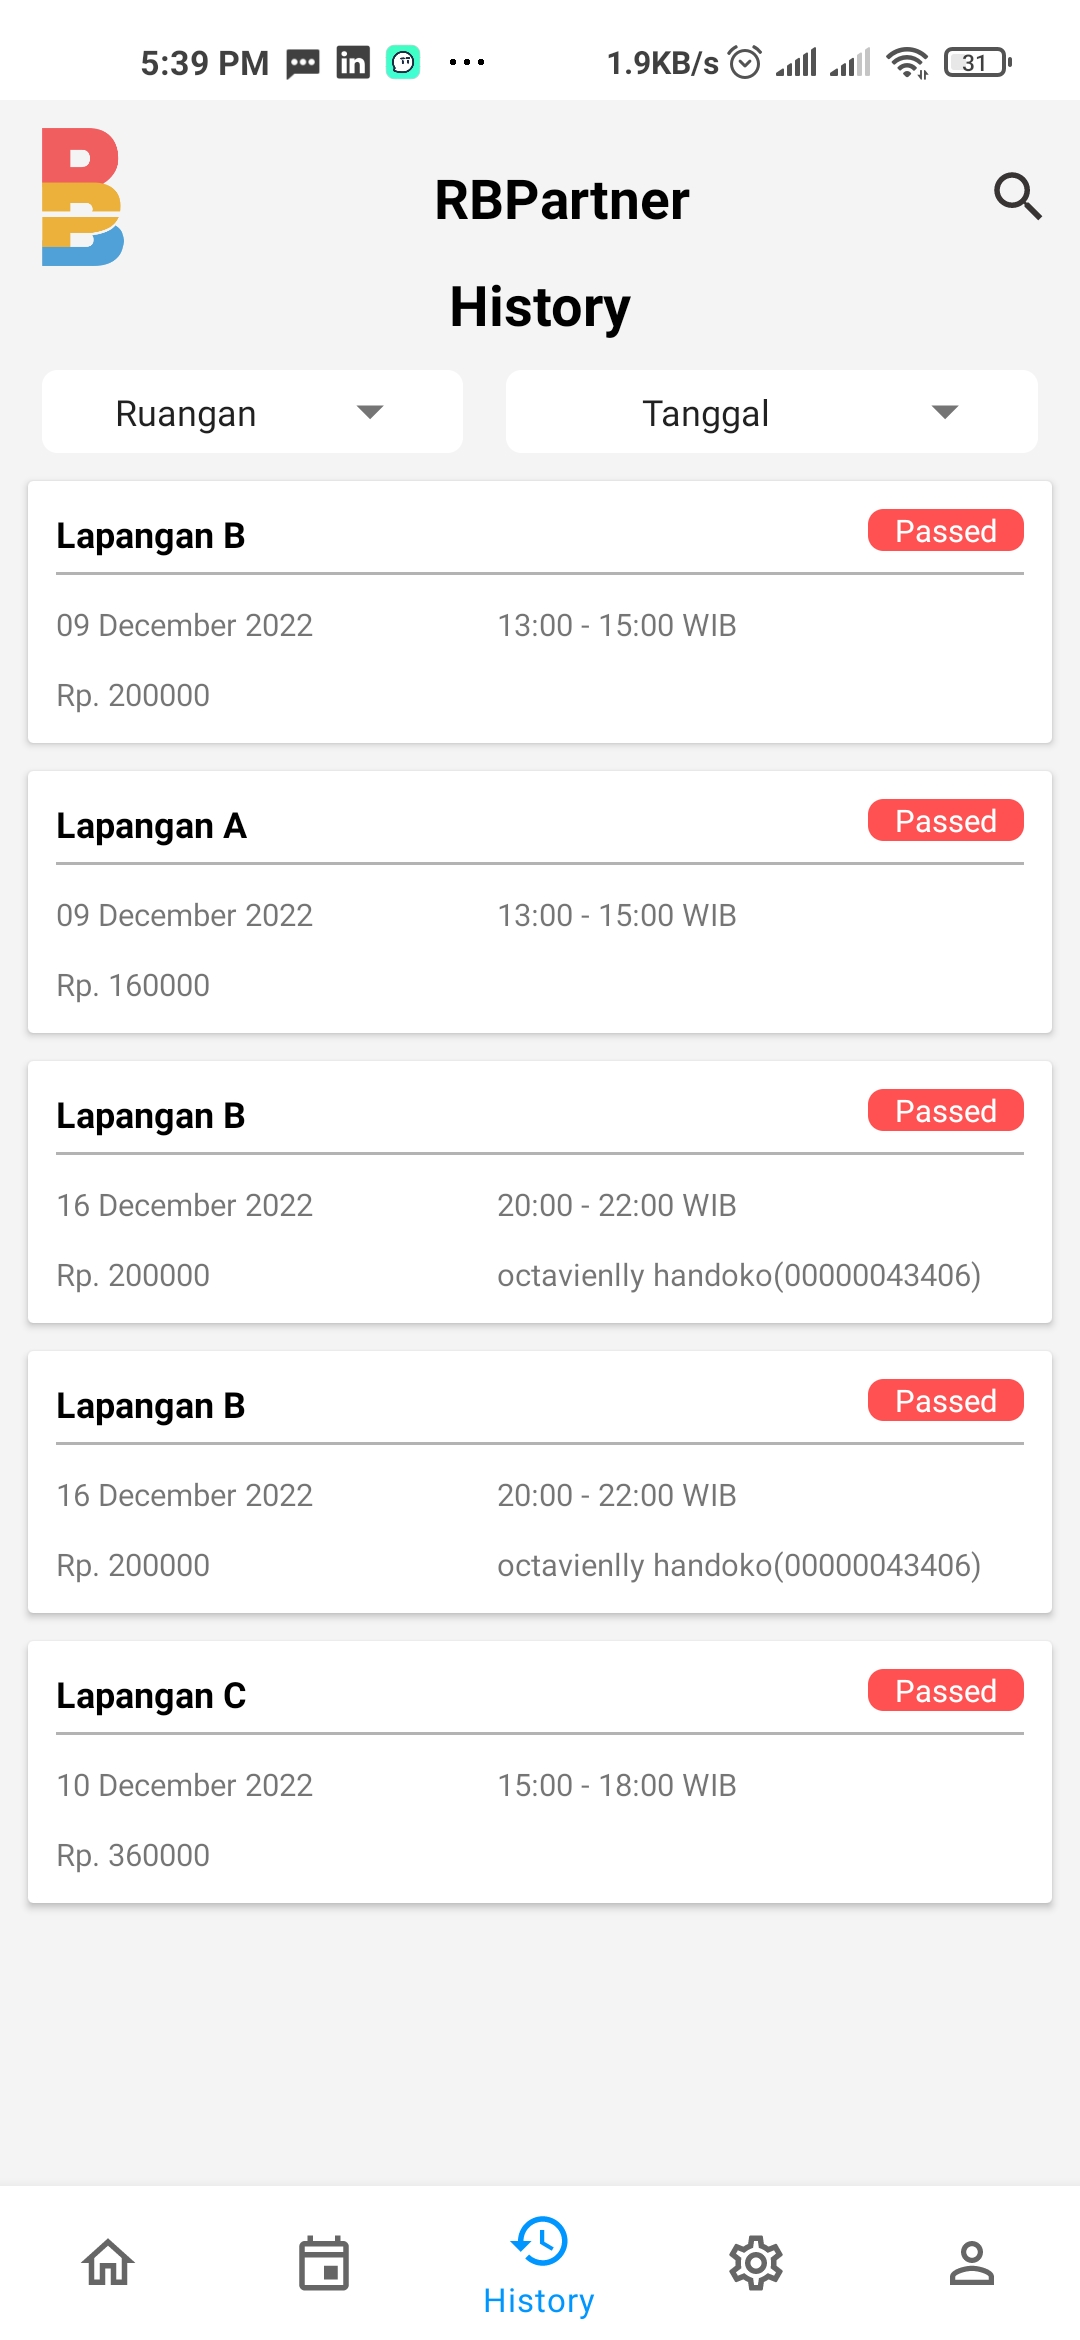 5:39 PM 1.9KB/s 31
RBPartner
History
Ruangan Tanggal
Lapangan B Passed
09 December 2022 13:00 - 15:00 WIB
Rp. 200000
Lapangan A Passed
09 December 2022 13:00 - 15:00 WIB
Rp. 160000
Lapangan B Passed
16 December 2022 20:00 - 22:00 WIB
Rp. 200000 octavienlly handoko(00000043406)
Lapangan B Passed
16 December 2022 20:00 - 22:00 WIB
Rp. 200000 octavienlly handoko(00000043406)
Lapangan C Passed
10 December 2022 15:00 - 18:00 WIB
Rp. 360000
History